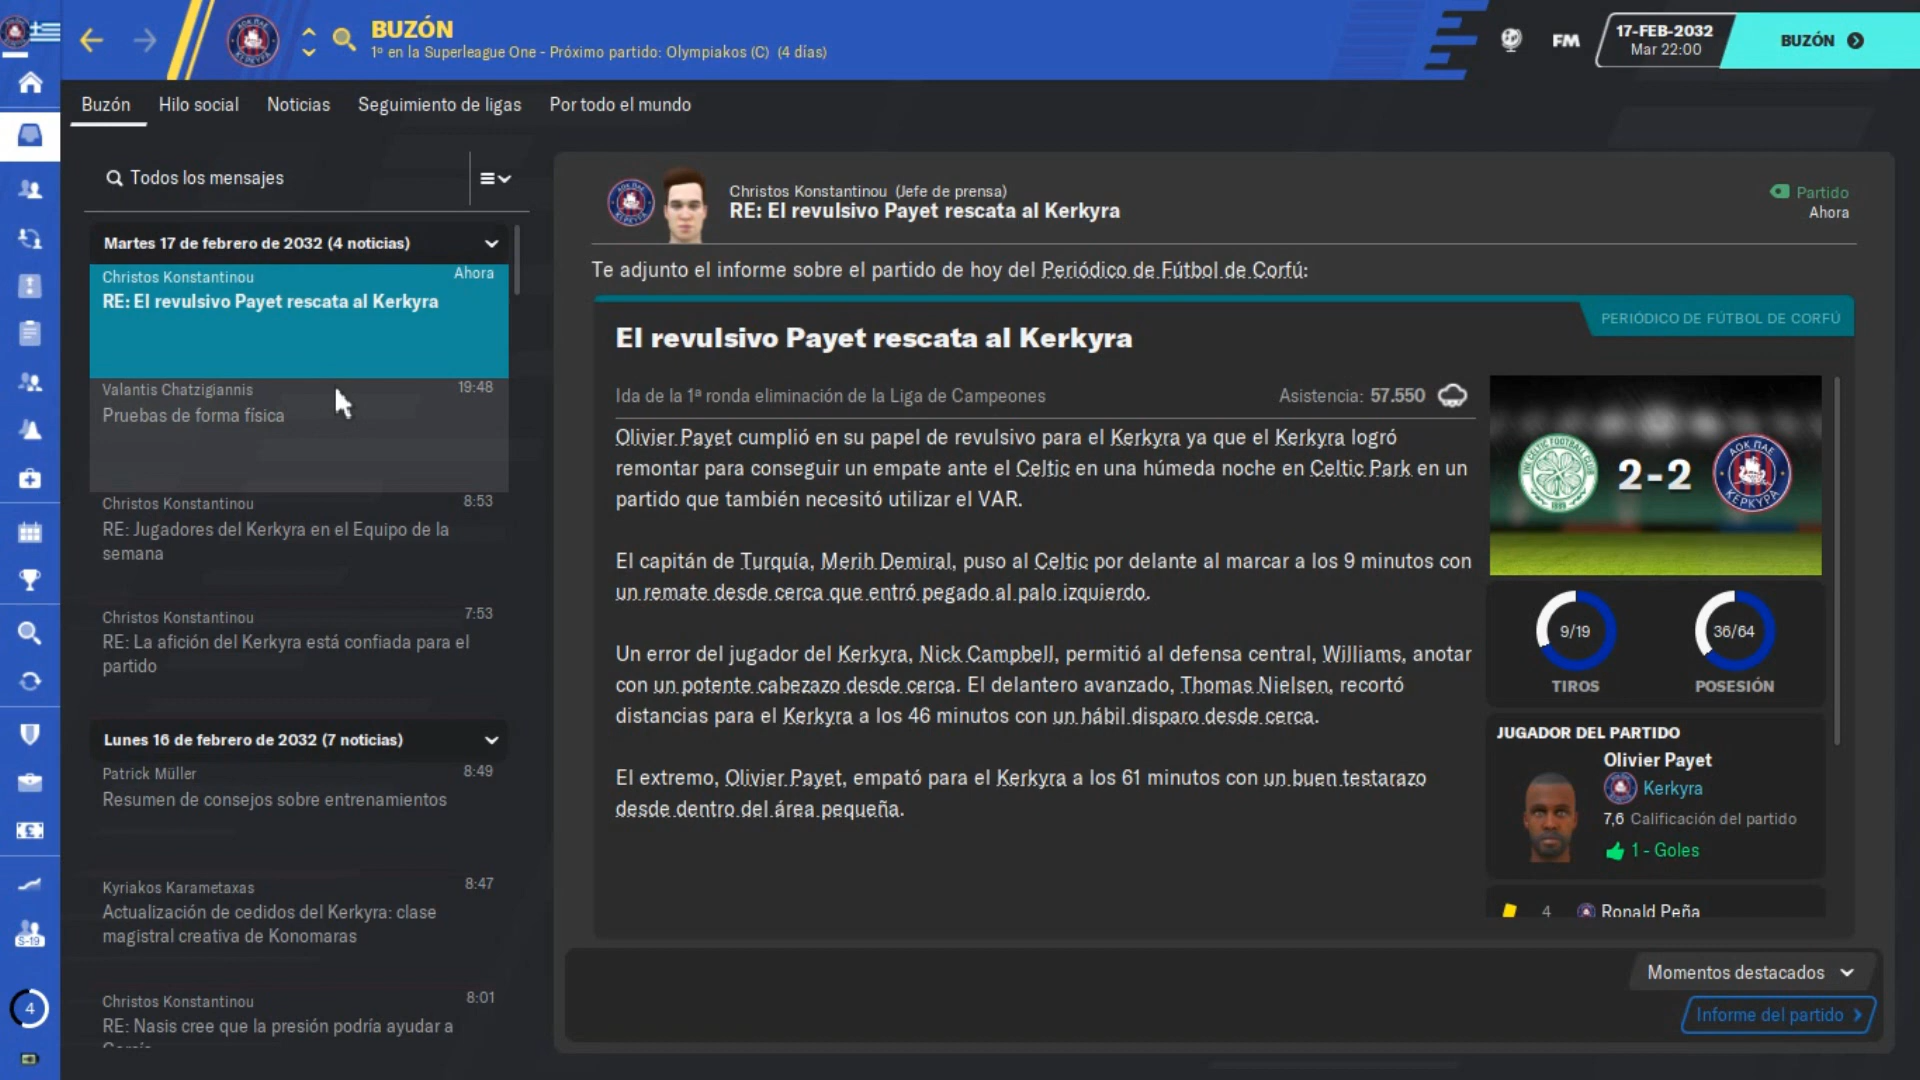 BUZÓN
1º en la Superleague One - Próximo partido: Olympiakos (C) (4 días)
FM
17-FEB-2032
Mar 22:00
BUZÓN
Buzón Hilo social Noticias Seguimiento de ligas Por todo el mundo
Todos los mensajes
Martes 17 de febrero de 2032 (4 noticias)
Christos Konstantinou Ahora
RE: El revulsivo Payet rescata al Kerkyra
Valantis Chatzigiannis 19:48
Pruebas de forma física
Christos Konstantinou 8:53
RE: Jugadores del Kerkyra en el Equipo de la
semana
Christos Konstantinou 7:53
RE: La afición del Kerkyra está confiada para el
partido
Lunes 16 de febrero de 2032 (7 noticias)
Patrick Müller 8:49
Resumen de consejos sobre entrenamientos
Kyriakos Karametaxas 8:47
Actualización de cedidos del Kerkyra: clase
magistral creativa de Konomaras
Christos Konstantinou 8:01
RE: Nasis cree que la presión podría ayudar a
S-19
4
Christos Konstantinou (Jefe de prensa)
RE: El revulsivo Payet rescata al Kerkyra
Partido
Ahora
Te adjunto el informe sobre el partido de hoy del Periódico de Fútbol de Corfú:
PERIÓDICO DE FÚTBOL DE CORFÚ
El revulsivo Payet rescata al Kerkyra
Ida de la 1ª ronda eliminación de la Liga de Campeones Asistencia: 57.550
Olivier Payet cumplió en su papel de revulsivo para el Kerkyra ya que el Kerkyra logró
remontar para conseguir un empate ante el Celtic en una húmeda noche en Celtic Park en un
partido que también necesitó utilizar el VAR.
El capitán de Turquía, Merih Demiral, puso al Celtic por delante al marcar a los 9 minutos con
un remate desde cerca que entró pegado al palo izquierdo.
Un error del jugador del Kerkyra, Nick Campbell, permitió al defensa central, Williams, anotar
con un potente cabezazo desde cerca. El delantero avanzado, Thomas Nielsen, recortó
distancias para el Kerkyra a los 46 minutos con un hábil disparo desde cerca.
El extremo, Olivier Payet, empató para el Kerkyra a los 61 minutos con un buen testarazo
desde dentro del área pequeña.
THE CELTIC FOOTBALL CLUB
1888
2-2
ΑΟΚ ΠΑΕ
ΚΕΡΚΥΡΑ
9/19 36/64
TIROS POSESIÓN
JUGADOR DEL PARTIDO
Olivier Payet
Kerkyra
7,6 Calificación del partido
1 - Goles
4 Ronald Peña
Momentos destacados
Informe del partido